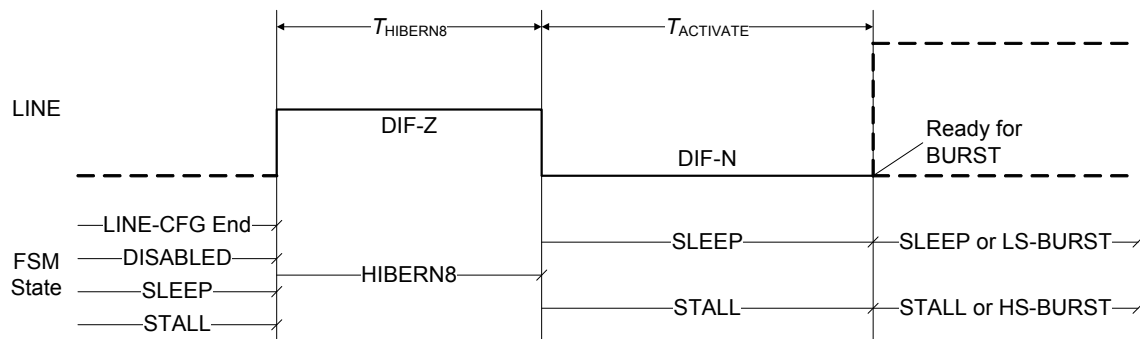 THIBERN8
TACTIVATE
LINE
DIF-Z
DIF-N
Ready for
BURST
LINE-CFG End
DISABLED
SLEEP
STALL
FSM
State
HIBERN8
SLEEP
STALL
SLEEP or LS-BURST
STALL or HS-BURST